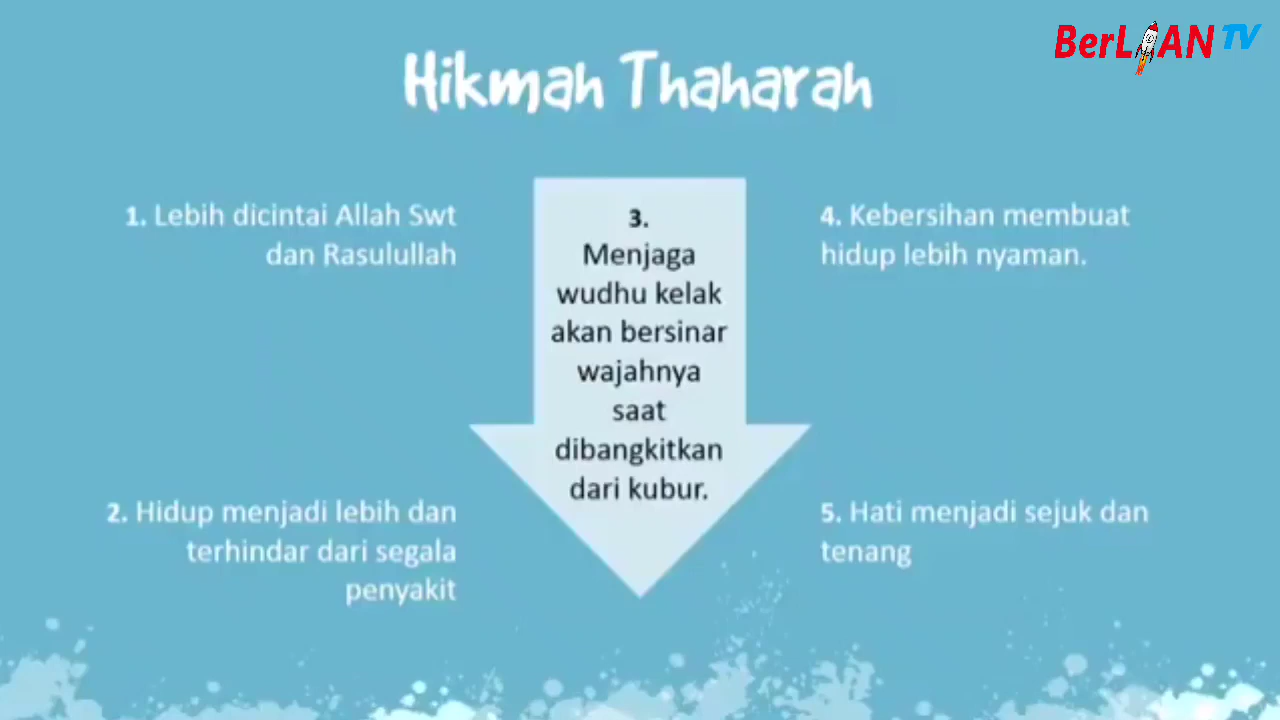 BerLIAN TV
Hikmah Thaharah
1. Lebih dicintai Allah Swt
dan Rasulullah
2. Hidup menjadi lebih dan
terhindar dari segala
penyakit
3.
Menjaga
wudhu kelak
akan bersinar
wajahnya
saat
dibangkitkan
dari kubur.
4. Kebersihan membuat
hidup lebih nyaman.
5. Hati menjadi sejuk dan
tenang